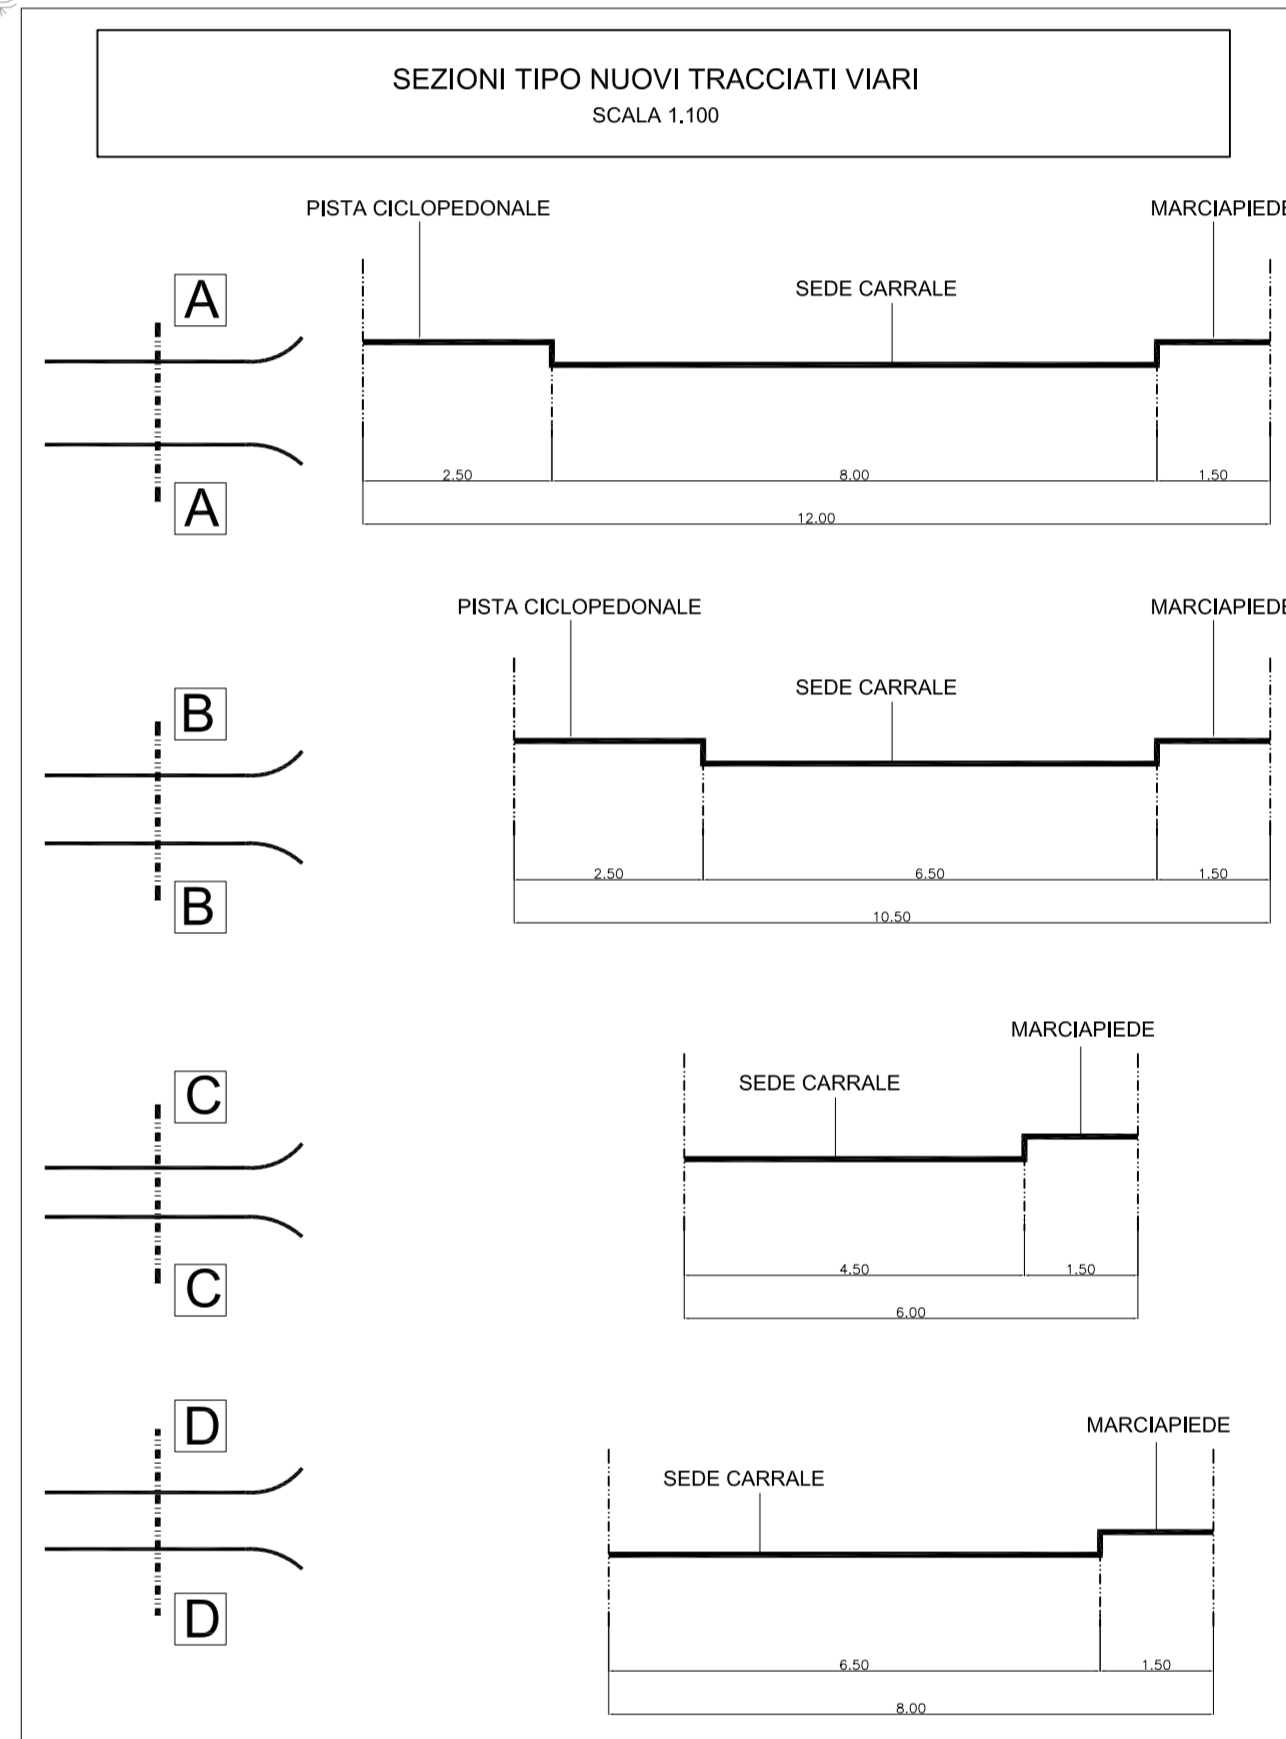 SEZIONI TIPO NUOVI TRACCIATI VIARI
SCALA 1.100
PISTA CICLOPEDONALE
MARCIAPIEDE
A
SEDE CARRALE
A
2.50
8.00
1.50
12.00
PISTA CICLOPEDONALE
MARCIAPIEDE
B
SEDE CARRALE
B
2.50
6.50
1.50
10.50
MARCIAPIEDE
C
SEDE CARRALE
C
4.50
1.50
6.00
D
MARCIAPIEDE
SEDE CARRALE
D
6.50
1.50
8.00